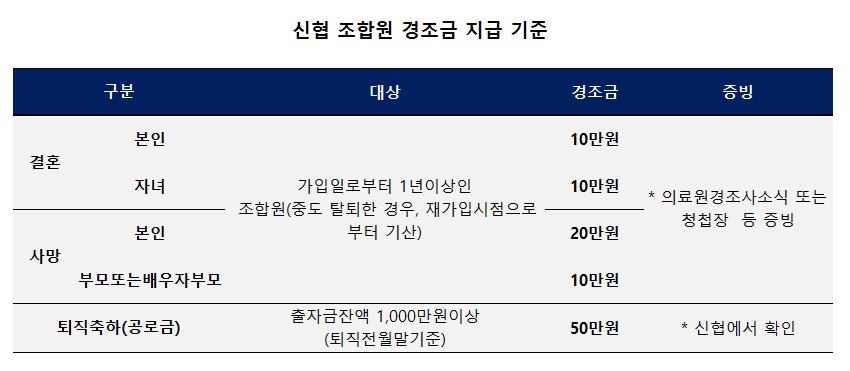 신협 조합원 경조금 지급 기준
구분 대상 경조금 증빙
결혼
본인 10만원
자녀 10만원
가입일로부터 1년이상인
조합원(중도 탈퇴한 경우, 재가입시점으로
부터 기산)
* 의료원경조사소식 또는
청첩장 등 증빙
사망
본인 20만원
부모또는배우자부모 10만원
퇴직축하(공로금)
출자금잔액 1,000만원이상
(퇴직전월말기준)
50만원
* 신협에서 확인